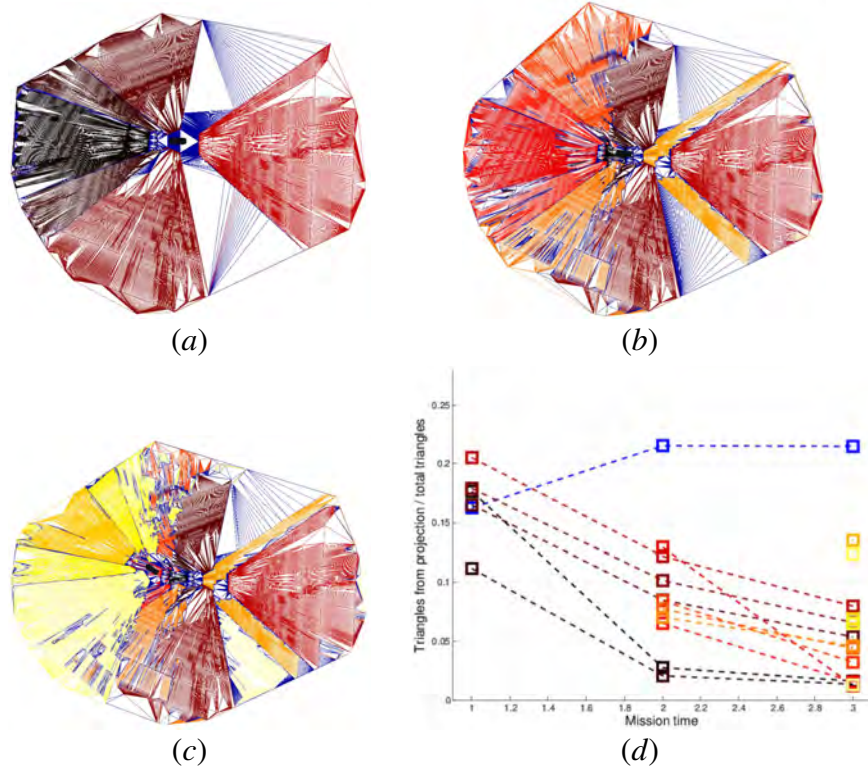 (a)
(b)
Triangles from projection / total triangles
0.25
0.2
0.15
0.1
0.05
0
1 1.2 1.4 1.6 1.8 2 2.2 2.4 2.6 2.8 3
Mission time
(c)
(d)